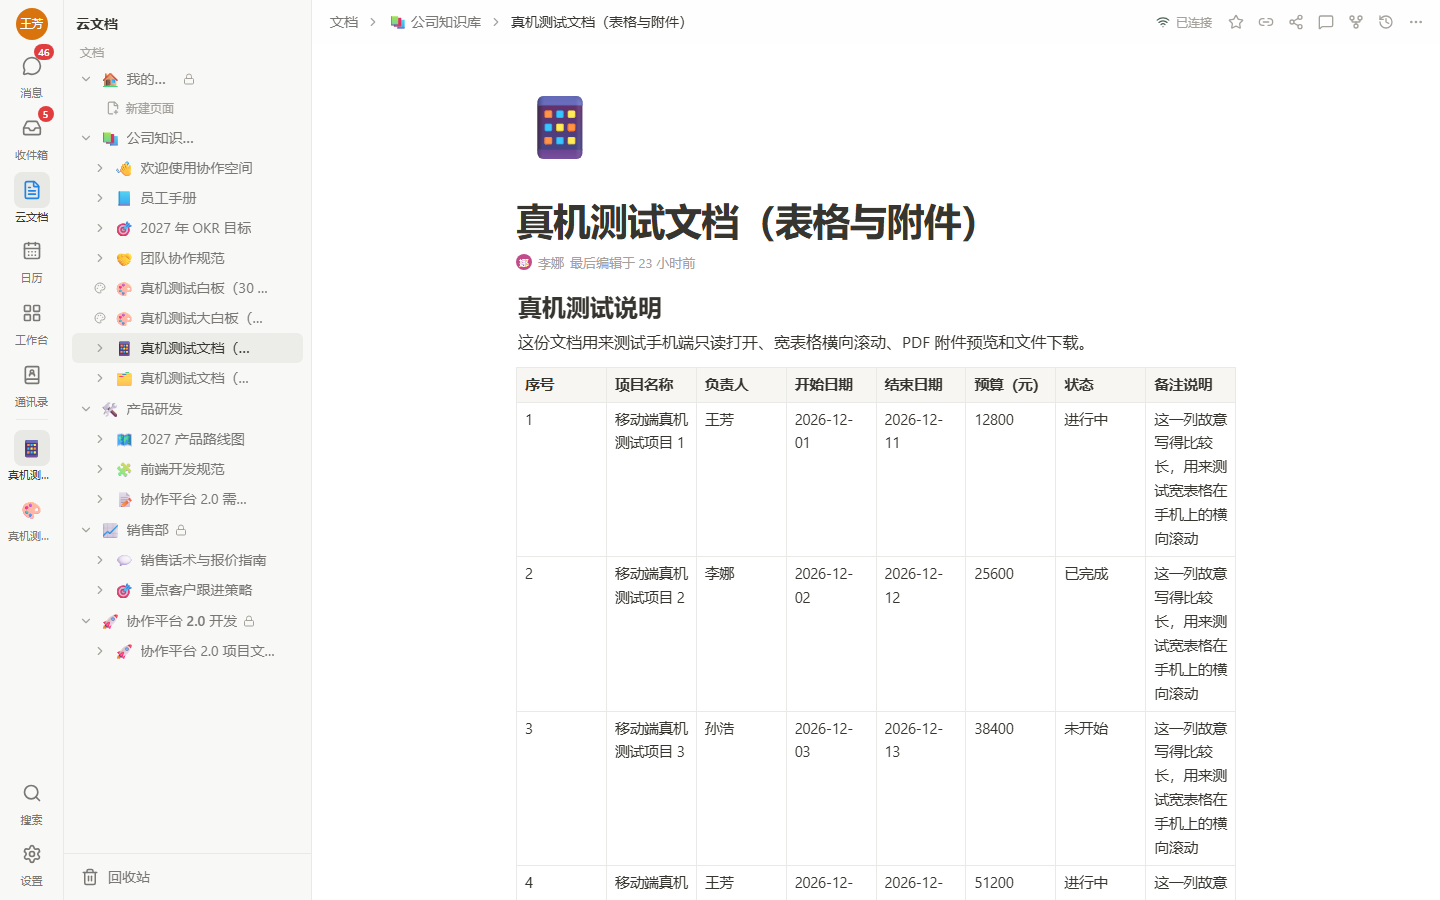 王芳
46
消息
5
收件箱
云文档
日历
工作台
通讯录
真机测...
真机测...
搜索
设置
云文档
文档
我的...
新建页面
公司知识...
欢迎使用协作空间
员工手册
2027 年 OKR 目标
团队协作规范
真机测试白板（30 ...
真机测试大白板（...
真机测试文档（...
真机测试文档（...
产品研发
2027 产品路线图
前端开发规范
协作平台 2.0 需...
销售部
销售话术与报价指南
重点客户跟进策略
协作平台 2.0 开发
协作平台 2.0 项目文...
回收站
文档 > 公司知识库 > 真机测试文档（表格与附件）
已连接
真机测试文档（表格与附件）
娜 李娜 最后编辑于 23 小时前
真机测试说明
这份文档用来测试手机端只读打开、宽表格横向滚动、PDF 附件预览和文件下载。
序号 项目名称 负责人 开始日期 结束日期 预算（元） 状态 备注说明
1 移动端真机 王芳 2026-12- 2026-12- 12800 进行中 这一列故意
测试项目 1 01 11 写得比较
长，用来测
试宽表格在
手机上的横
向滚动
2 移动端真机 李娜 2026-12- 2026-12- 25600 已完成 这一列故意
测试项目 2 02 12 写得比较
长，用来测
试宽表格在
手机上的横
向滚动
3 移动端真机 孙浩 2026-12- 2026-12- 38400 未开始 这一列故意
测试项目 3 03 13 写得比较
长，用来测
试宽表格在
手机上的横
向滚动
4 移动端真机 王芳 2026-12- 2026-12- 51200 进行中 这一列故意